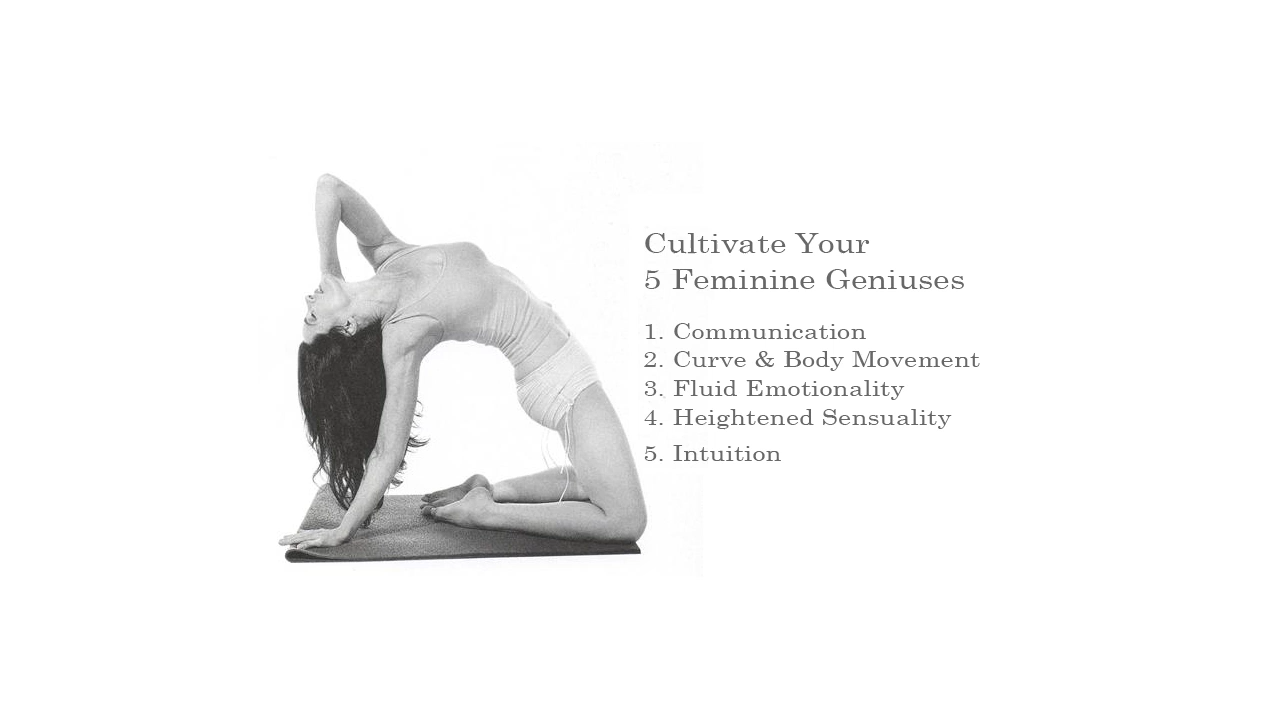 Cultivate Your
5 Feminine Geniuses
1. Communication
2. Curve & Body Movement
3. Fluid Emotionality
4. Heightened Sensuality
5. Intuition